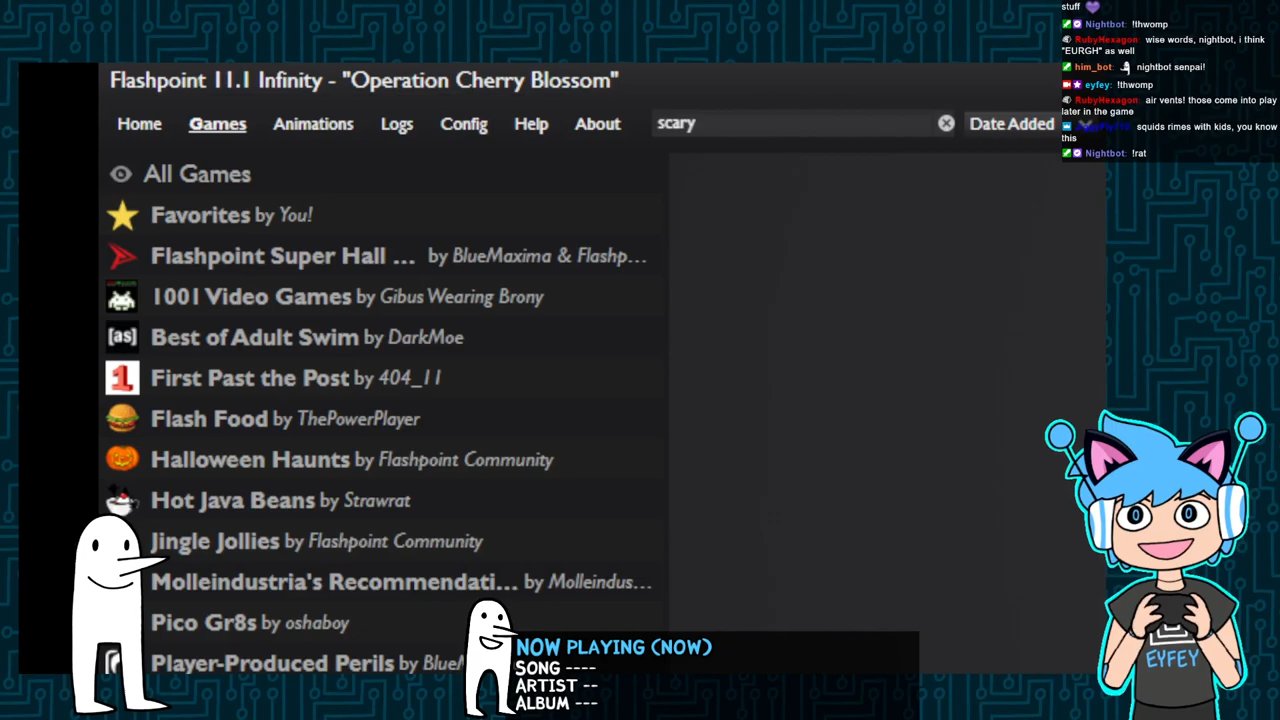 Flashpoint 11.1 Infinity - "Operation Cherry Blossom"
Home Games Animations Logs Config Help About scary Date Added
All Games
Favorites by You!
Flashpoint Super Hall ... by BlueMaxima & Flashp...
1001 Video Games by Gibus Wearing Brony
[as] Best of Adult Swim by DarkMoe
1 First Past the Post by 404_11
Flash Food by ThePowerPlayer
Halloween Haunts by Flashpoint Community
Hot Java Beans by Strawrat
Jingle Jollies by Flashpoint Community
Molleindustria's Recommendati... by Molleindus...
Pico Gr8s by oshaboy
Player-Produced Perils by BlueM
NOW PLAYING (NOW)
SONG ----
ARTIST --
ALBUM ---
stuff
Nightbot: !thwomp
RubyHexagon: wise words, nightbot, i think
"EURGH" as well
him_bot: nightbot senpai!
eyfey: !thwomp
RubyHexagon: air vents! those come into play
later in the game
squids rimes with kids, you know
this
Nightbot: !rat
EYFEY